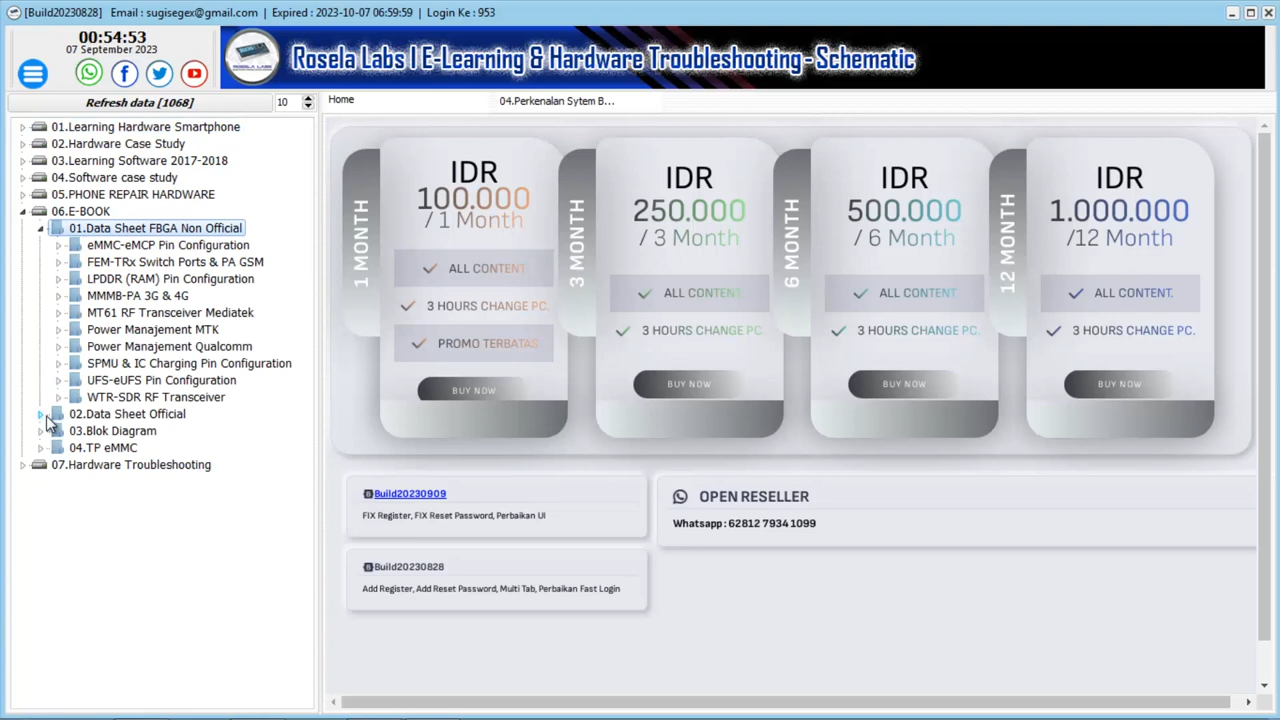 [Build20230828]   Email : sugisegex@gmail.com | Expired : 2023-10-07 06:59:59 | Login Ke : 953
00:54:53
07 September 2023
ROSELA LABS
Rosela Labs | E-Learning & Hardware Troubleshooting - Schematic
Refresh data [1068]
10
Home
04.Perkenalan Sytem B...
01.Learning Hardware Smartphone
02.Hardware Case Study
03.Learning Software 2017-2018
04.Software case study
05.PHONE REPAIR HARDWARE
06.E-BOOK
01.Data Sheet FBGA Non Official
eMMC-eMCP Pin Configuration
FEM-TRx Switch Ports & PA GSM
LPDDR (RAM) Pin Configuration
MMMB-PA 3G & 4G
MT61 RF Transceiver Mediatek
Power Manajement MTK
Power Manajement Qualcomm
SPMU & IC Charging Pin Configuration
UFS-eUFS Pin Configuration
WTR-SDR RF Transceiver
02.Data Sheet Official
03.Blok Diagram
04.TP eMMC
07.Hardware Troubleshooting
1 MONTH
IDR
100.000
/ 1 Month
ALL CONTENT.
3 HOURS CHANGE PC.
PROMO TERBATAS
BUY NOW
3 MONTH
IDR
250.000
/ 3 Month
ALL CONTENT.
3 HOURS CHANGE PC.
BUY NOW
6 MONTH
IDR
500.000
/ 6 Month
ALL CONTENT.
3 HOURS CHANGE PC.
BUY NOW
12 MONTH
IDR
1.000.000
/12 Month
ALL CONTENT.
3 HOURS CHANGE PC.
BUY NOW
Build20230909
FIX Register, FIX Reset Password, Perbaikan UI
OPEN RESELLER
Whatsapp : 62812 7934 1099
Build20230828
Add Register, Add Reset Password, Multi Tab, Perbaikan Fast Login